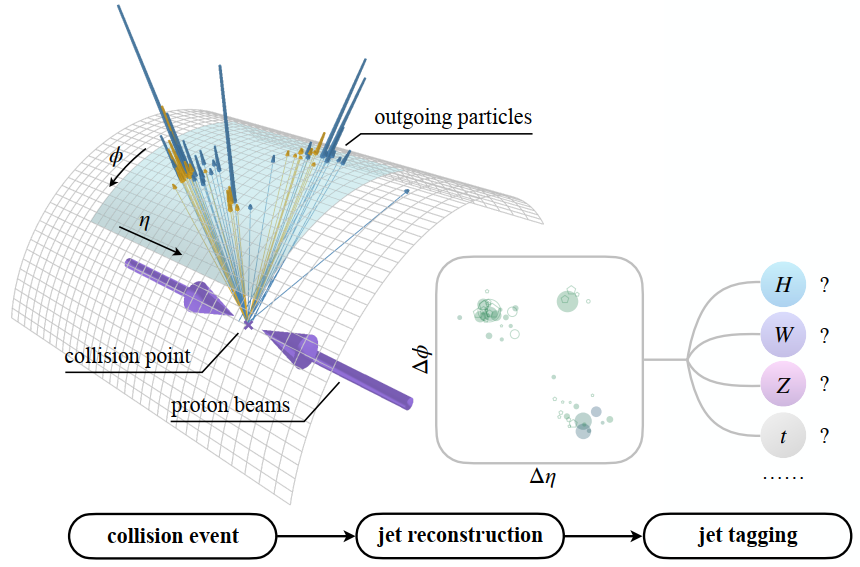 outgoing particles
ϕ
η
collision point
proton beams
Δϕ
Δη
H ?
W ?
Z ?
t ?
......
collision event
jet reconstruction
jet tagging